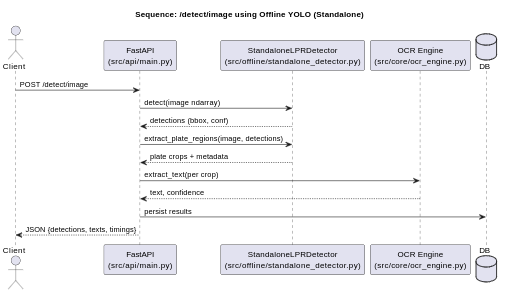 Sequence: /detect/image using Offline YOLO (Standalone)
Client
FastAPI
(src/api/main.py)
StandaloneLPRDetector
(src/offline/standalone_detector.py)
OCR Engine
(src/core/ocr_engine.py)
DB
POST /detect/image
detect(image ndarray)
detections (bbox, conf)
extract_plate_regions(image, detections)
plate crops + metadata
extract_text(per crop)
text, confidence
persist results
JSON {detections, texts, timings}
Client
FastAPI
(src/api/main.py)
StandaloneLPRDetector
(src/offline/standalone_detector.py)
OCR Engine
(src/core/ocr_engine.py)
DB